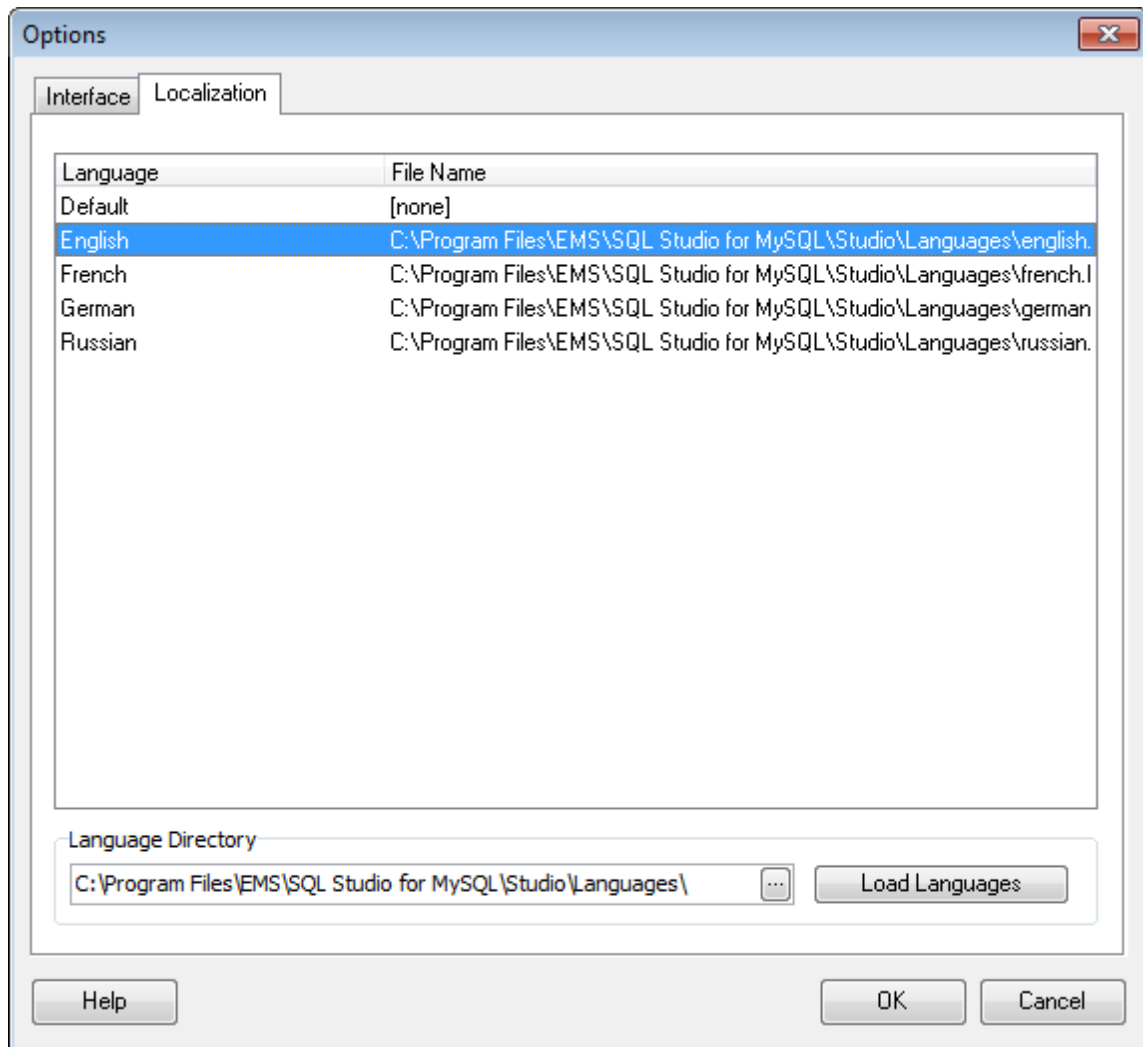 Options
Interface Localization
Language File Name
Default [none]
English C:\Program Files\EMS\SQL Studio for MySQL\Studio\Languages\english.
French C:\Program Files\EMS\SQL Studio for MySQL\Studio\Languages\french.l
German C:\Program Files\EMS\SQL Studio for MySQL\Studio\Languages\german
Russian C:\Program Files\EMS\SQL Studio for MySQL\Studio\Languages\russian.
Language Directory
C:\Program Files\EMS\SQL Studio for MySQL\Studio\Languages\ ... Load Languages
Help OK Cancel